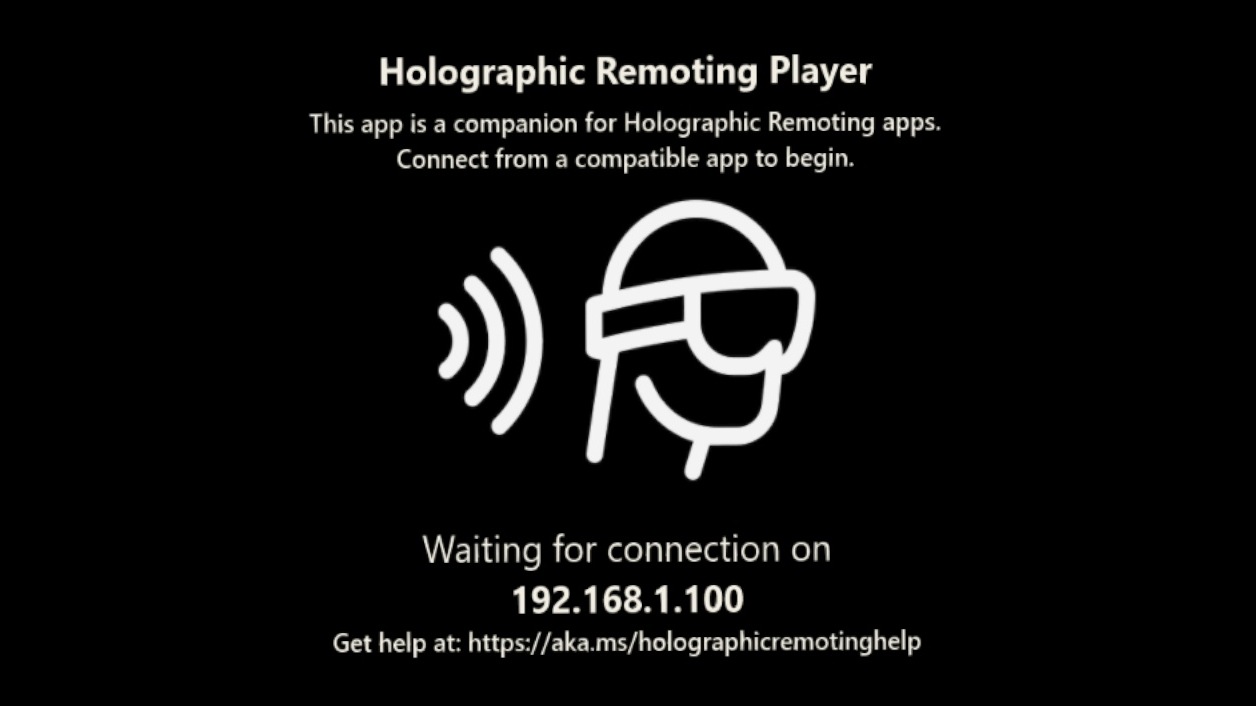 Holographic Remoting Player
This app is a companion for Holographic Remoting apps.
Connect from a compatible app to begin.
Waiting for connection on
192.168.1.100
Get help at: https://aka.ms/holographicremotinghelp